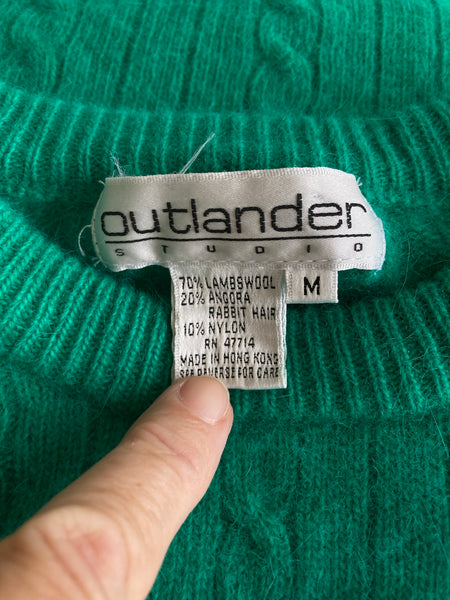 outlander
STUDIO
M
70% LAMBSWOOL
20% ANGORA
RABBIT HAIR
10% NYLON
RN 47714
MADE IN HONG KONG
SEE REVERSE FOR CARE